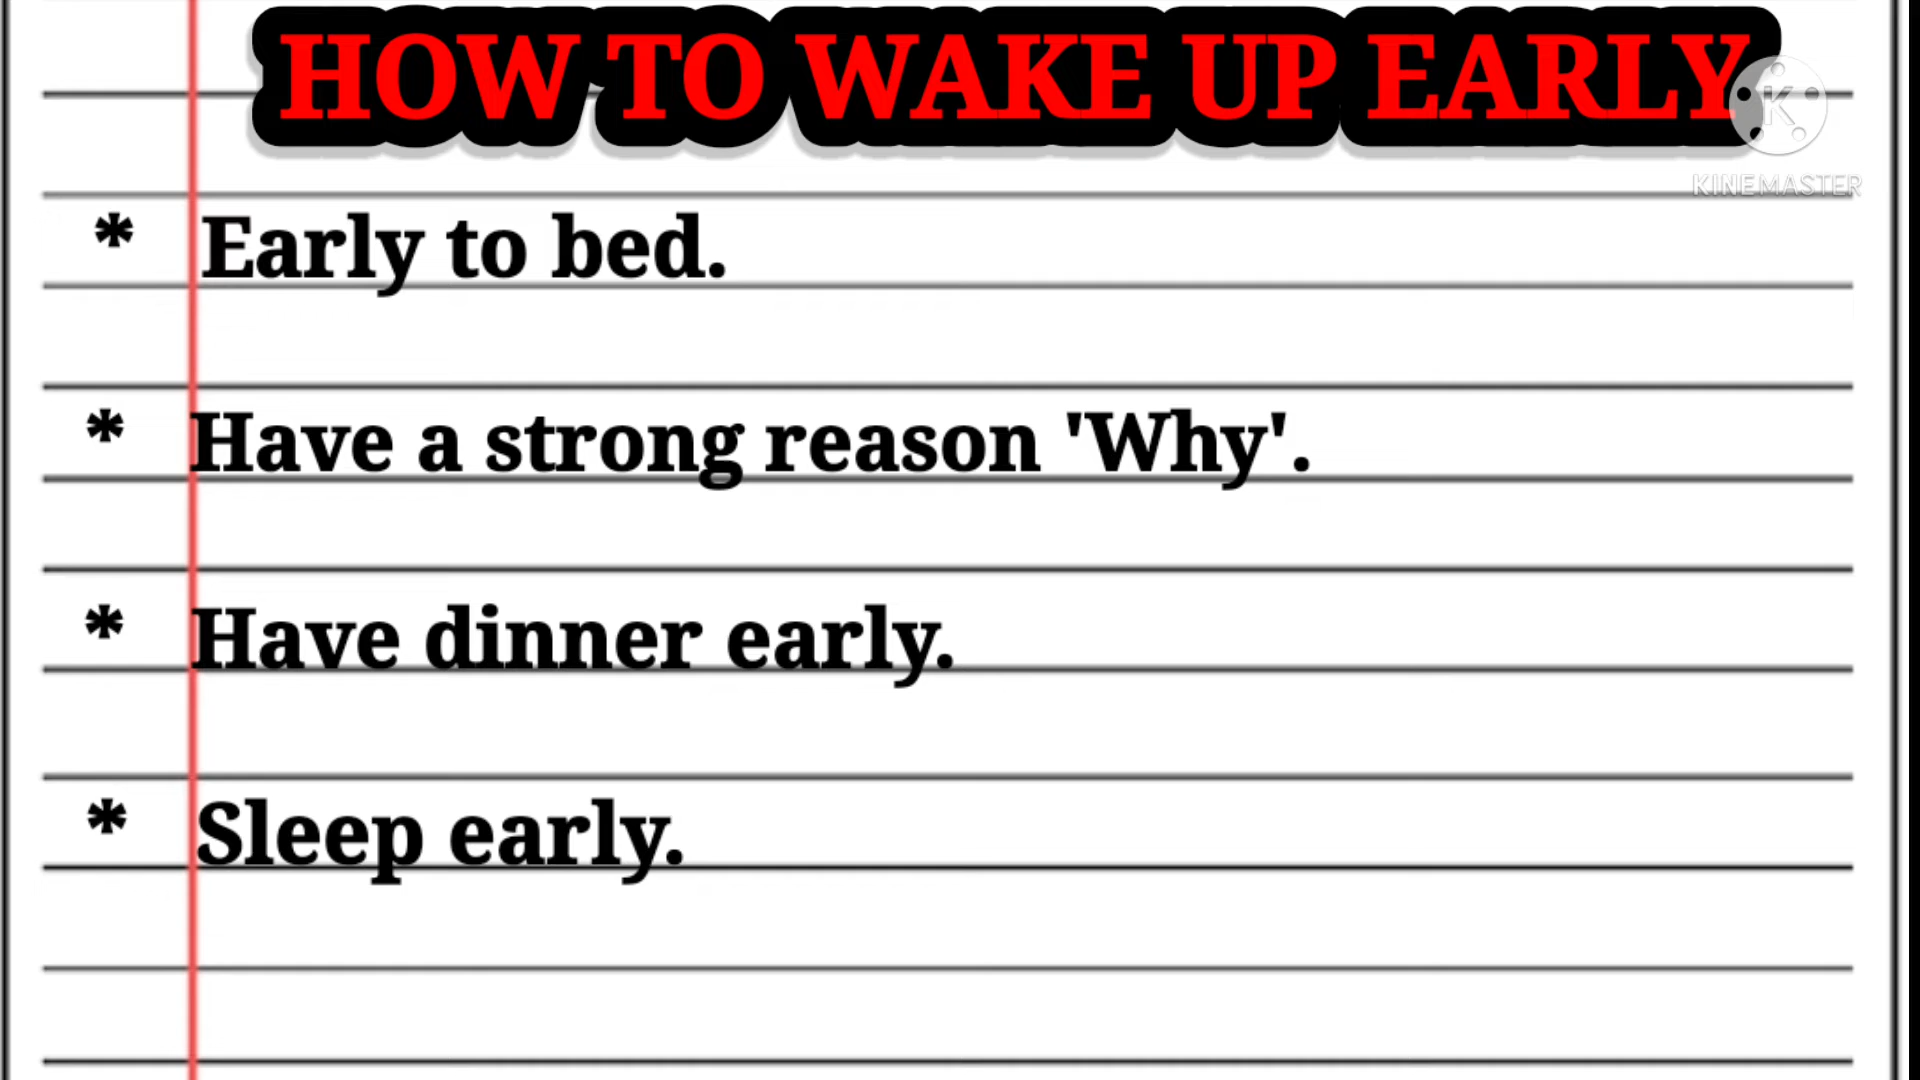 HOW TO WAKE UP EARLY
K
KINEMASTER
* Early to bed.
* Have a strong reason 'Why'.
* Have dinner early.
* Sleep early.